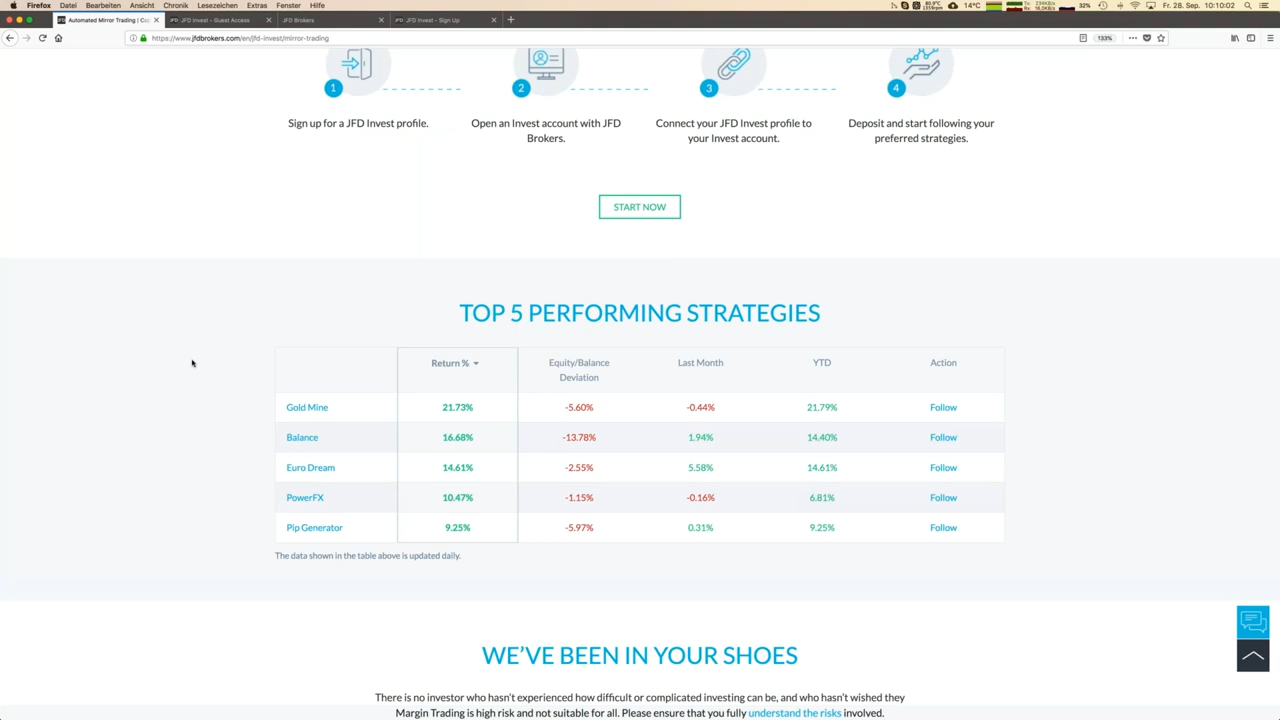 Firefox Datei Bearbeiten Ansicht Chronik Lesezeichen Extras Fenster Hilfe 14°C 32% Fr. 28. Sep. 10:10:02
Automated Mirror Trading | Co JFD Invest - Guest Access JFD Brokers JFD Invest - Sign Up
https://www.jfdbrokers.com/en/jfd-invest/mirror-trading 133%
1 2 3 4
Sign up for a JFD Invest profile. Open an Invest account with JFD Connect your JFD Invest profile to Deposit and start following your
Brokers. your Invest account. preferred strategies.
START NOW
TOP 5 PERFORMING STRATEGIES
Return % Equity/Balance Last Month YTD Action
Deviation
Gold Mine 21.73% -5.60% -0.44% 21.79% Follow
Balance 16.68% -13.78% 1.94% 14.40% Follow
Euro Dream 14.61% -2.55% 5.58% 14.61% Follow
PowerFX 10.47% -1.15% -0.16% 6.81% Follow
Pip Generator 9.25% -5.97% 0.31% 9.25% Follow
The data shown in the table above is updated daily.
WE'VE BEEN IN YOUR SHOES
There is no investor who hasn't experienced how difficult or complicated investing can be, and who hasn't wished they
Margin Trading is high risk and not suitable for all. Please ensure that you fully understand the risks involved.